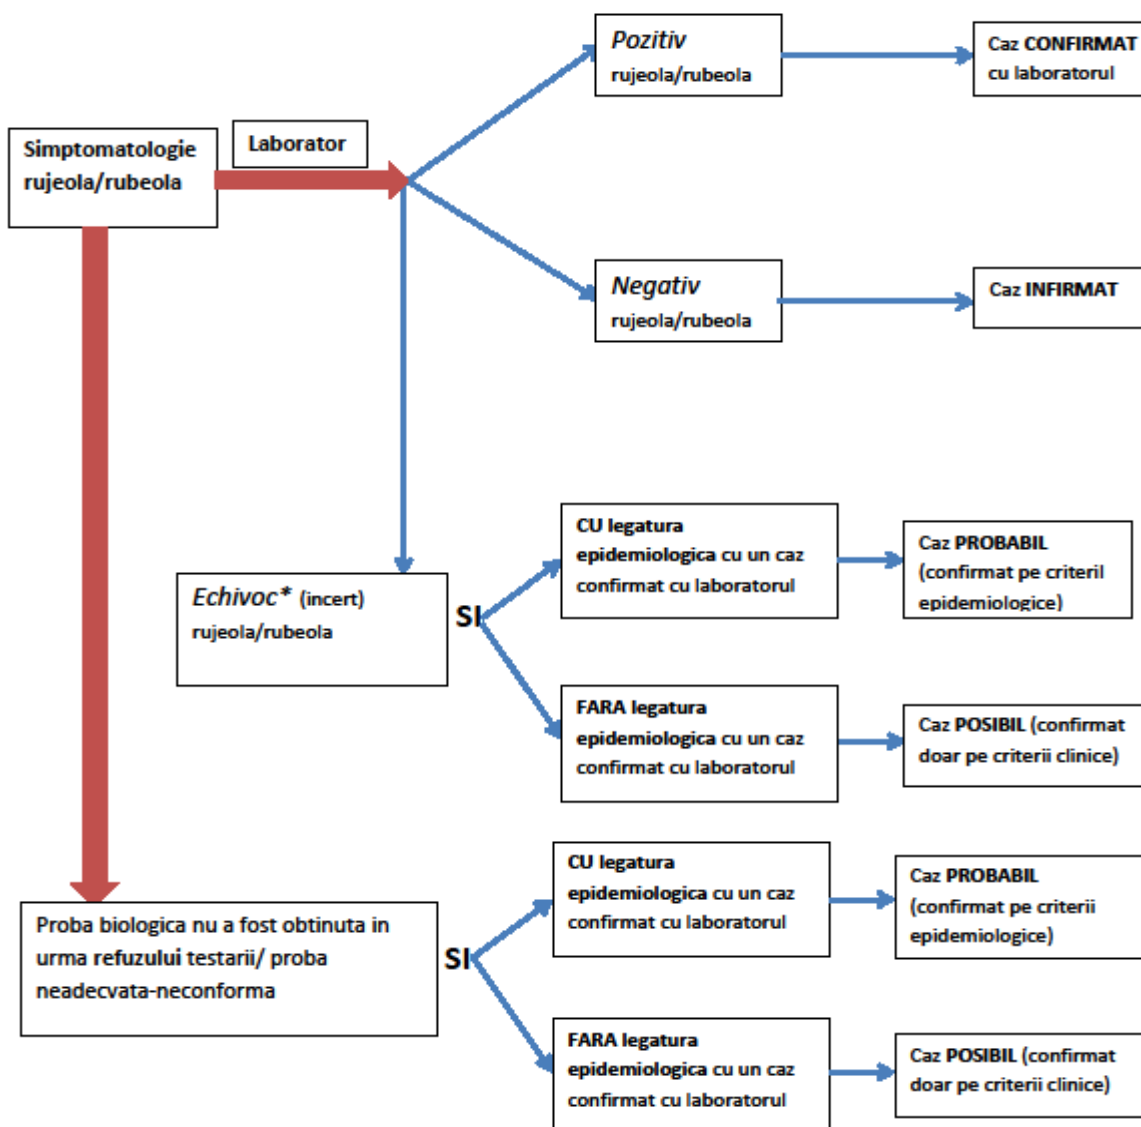 Pozitiv
rujeola/rubeola
Caz CONFIRMAT
cu laboratorul
Laborator
Simptomatologie
rujeola/rubeola
Negativ
rujeola/rubeola
Caz INFIRMAT
CU legatura
epidemiologica cu un caz
confirmat cu laboratorul
Caz PROBABIL
(confirmat pe criteriI
epidemiologice)
Echivoc* (incert)
rujeola/rubeola
SI
FARA legatura
epidemiologica cu un caz
confirmat cu laboratorul
Caz POSIBIL (confirmat
doar pe criterii clinice)
CU legatura
epidemiologica cu un caz
confirmat cu laboratorul
Caz PROBABIL
(confirmat pe criterii
epidemiologice)
Proba biologica nu a fost obtinuta in
urma refuzului testarii/ proba
neadecvata-neconforma
SI
FARA legatura
epidemiologica cu un caz
confirmat cu laboratorul
Caz POSIBIL (confirmat
doar pe criterii clinice)